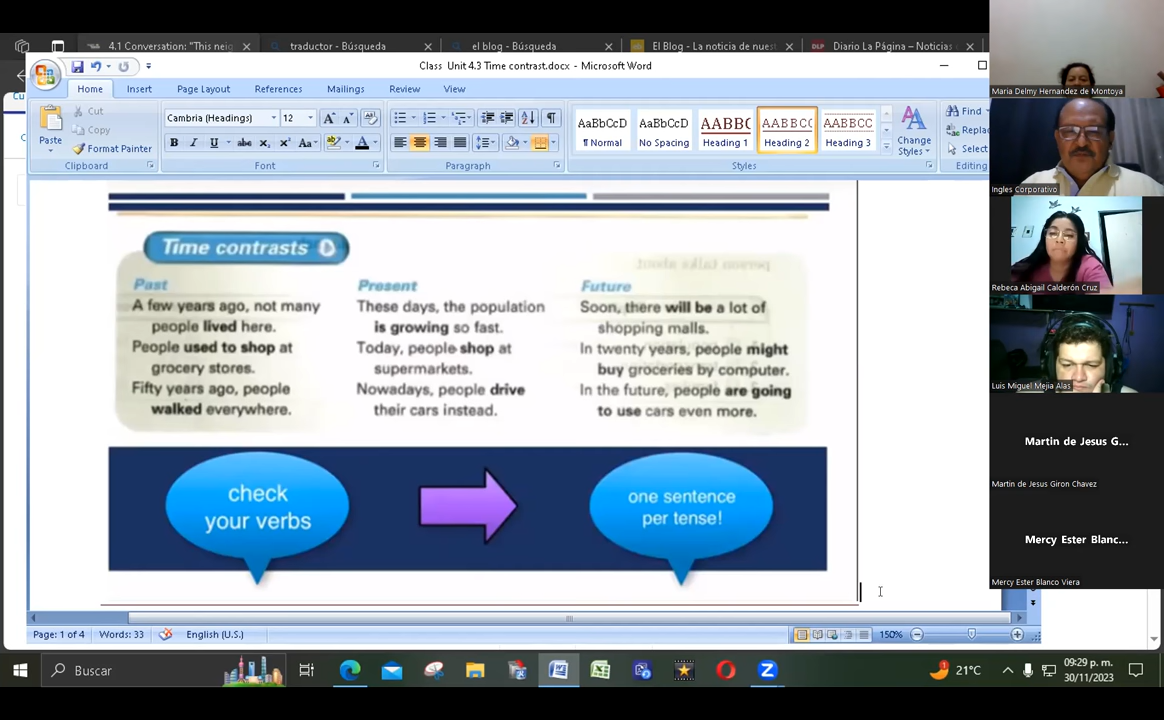 4.1 Conversation: "This neig
traductor - Búsqueda
el blog - Búsqueda
El Blog - La noticia de nuest
Diario La Página – Noticias
Class Unit 4.3 Time contrast.docx - Microsoft Word
Home
Insert
Page Layout
References
Mailings
Review
View
Paste
Cut
Copy
Format Painter
Clipboard
Cambria (Headings)
12
Font
Paragraph
AaBbCcD
¶ Normal
AaBbCcD
No Spacing
AABBC
Heading 1
AABBCC
Heading 2
AABBCC
Heading 3
Change
Styles
Styles
Find
Replac
Select
Editing
Time contrasts
Past
A few years ago, not many
people lived here.
People used to shop at
grocery stores.
Fifty years ago, people
walked everywhere.
Present
These days, the population
is growing so fast.
Today, people shop at
supermarkets.
Nowadays, people drive
their cars instead.
Future
Soon, there will be a lot of
shopping malls.
In twenty years, people might
buy groceries by computer.
In the future, people are going
to use cars even more.
check
your verbs
one sentence
per tense!
Page: 1 of 4
Words: 33
English (U.S.)
150%
Maria Delmy Hernandez de Montoya
Ingles Corporativo
Rebeca Abigail Calderón Cruz
Luis Miguel Mejia Alas
Martin de Jesus G...
Martin de Jesus Giron Chavez
Mercy Ester Blanc...
Mercy Ester Blanco Viera
Buscar
21°C
09:29 p. m.
30/11/2023